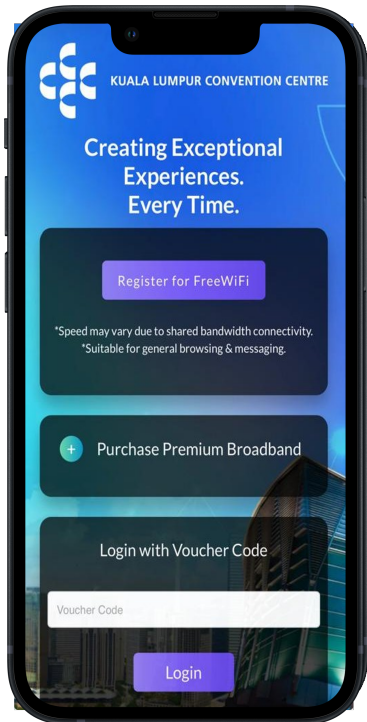 KUALA LUMPUR CONVENTION CENTRE
Creating Exceptional
Experiences.
Every Time.
Register for FreeWiFi
*Speed may vary due to shared bandwidth connectivity.
*Suitable for general browsing & messaging.
+ Purchase Premium Broadband
Login with Voucher Code
Voucher Code
Login